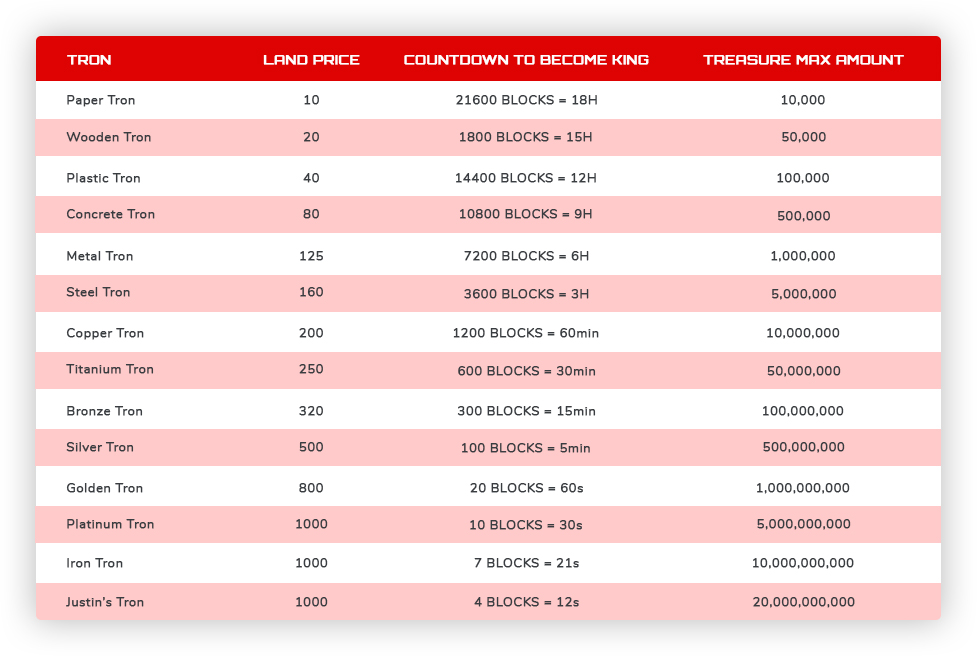 TRON LAND PRICE COUNTDOWN TO BECOME KING TREASURE MAX AMOUNT
Paper Tron 10 21600 BLOCKS = 18H 10,000
Wooden Tron 20 1800 BLOCKS = 15H 50,000
Plastic Tron 40 14400 BLOCKS = 12H 100,000
Concrete Tron 80 10800 BLOCKS = 9H 500,000
Metal Tron 125 7200 BLOCKS = 6H 1,000,000
Steel Tron 160 3600 BLOCKS = 3H 5,000,000
Copper Tron 200 1200 BLOCKS = 60min 10,000,000
Titanium Tron 250 600 BLOCKS = 30min 50,000,000
Bronze Tron 320 300 BLOCKS = 15min 100,000,000
Silver Tron 500 100 BLOCKS = 5min 500,000,000
Golden Tron 800 20 BLOCKS = 60s 1,000,000,000
Platinum Tron 1000 10 BLOCKS = 30s 5,000,000,000
Iron Tron 1000 7 BLOCKS = 21s 10,000,000,000
Justin's Tron 1000 4 BLOCKS = 12s 20,000,000,000